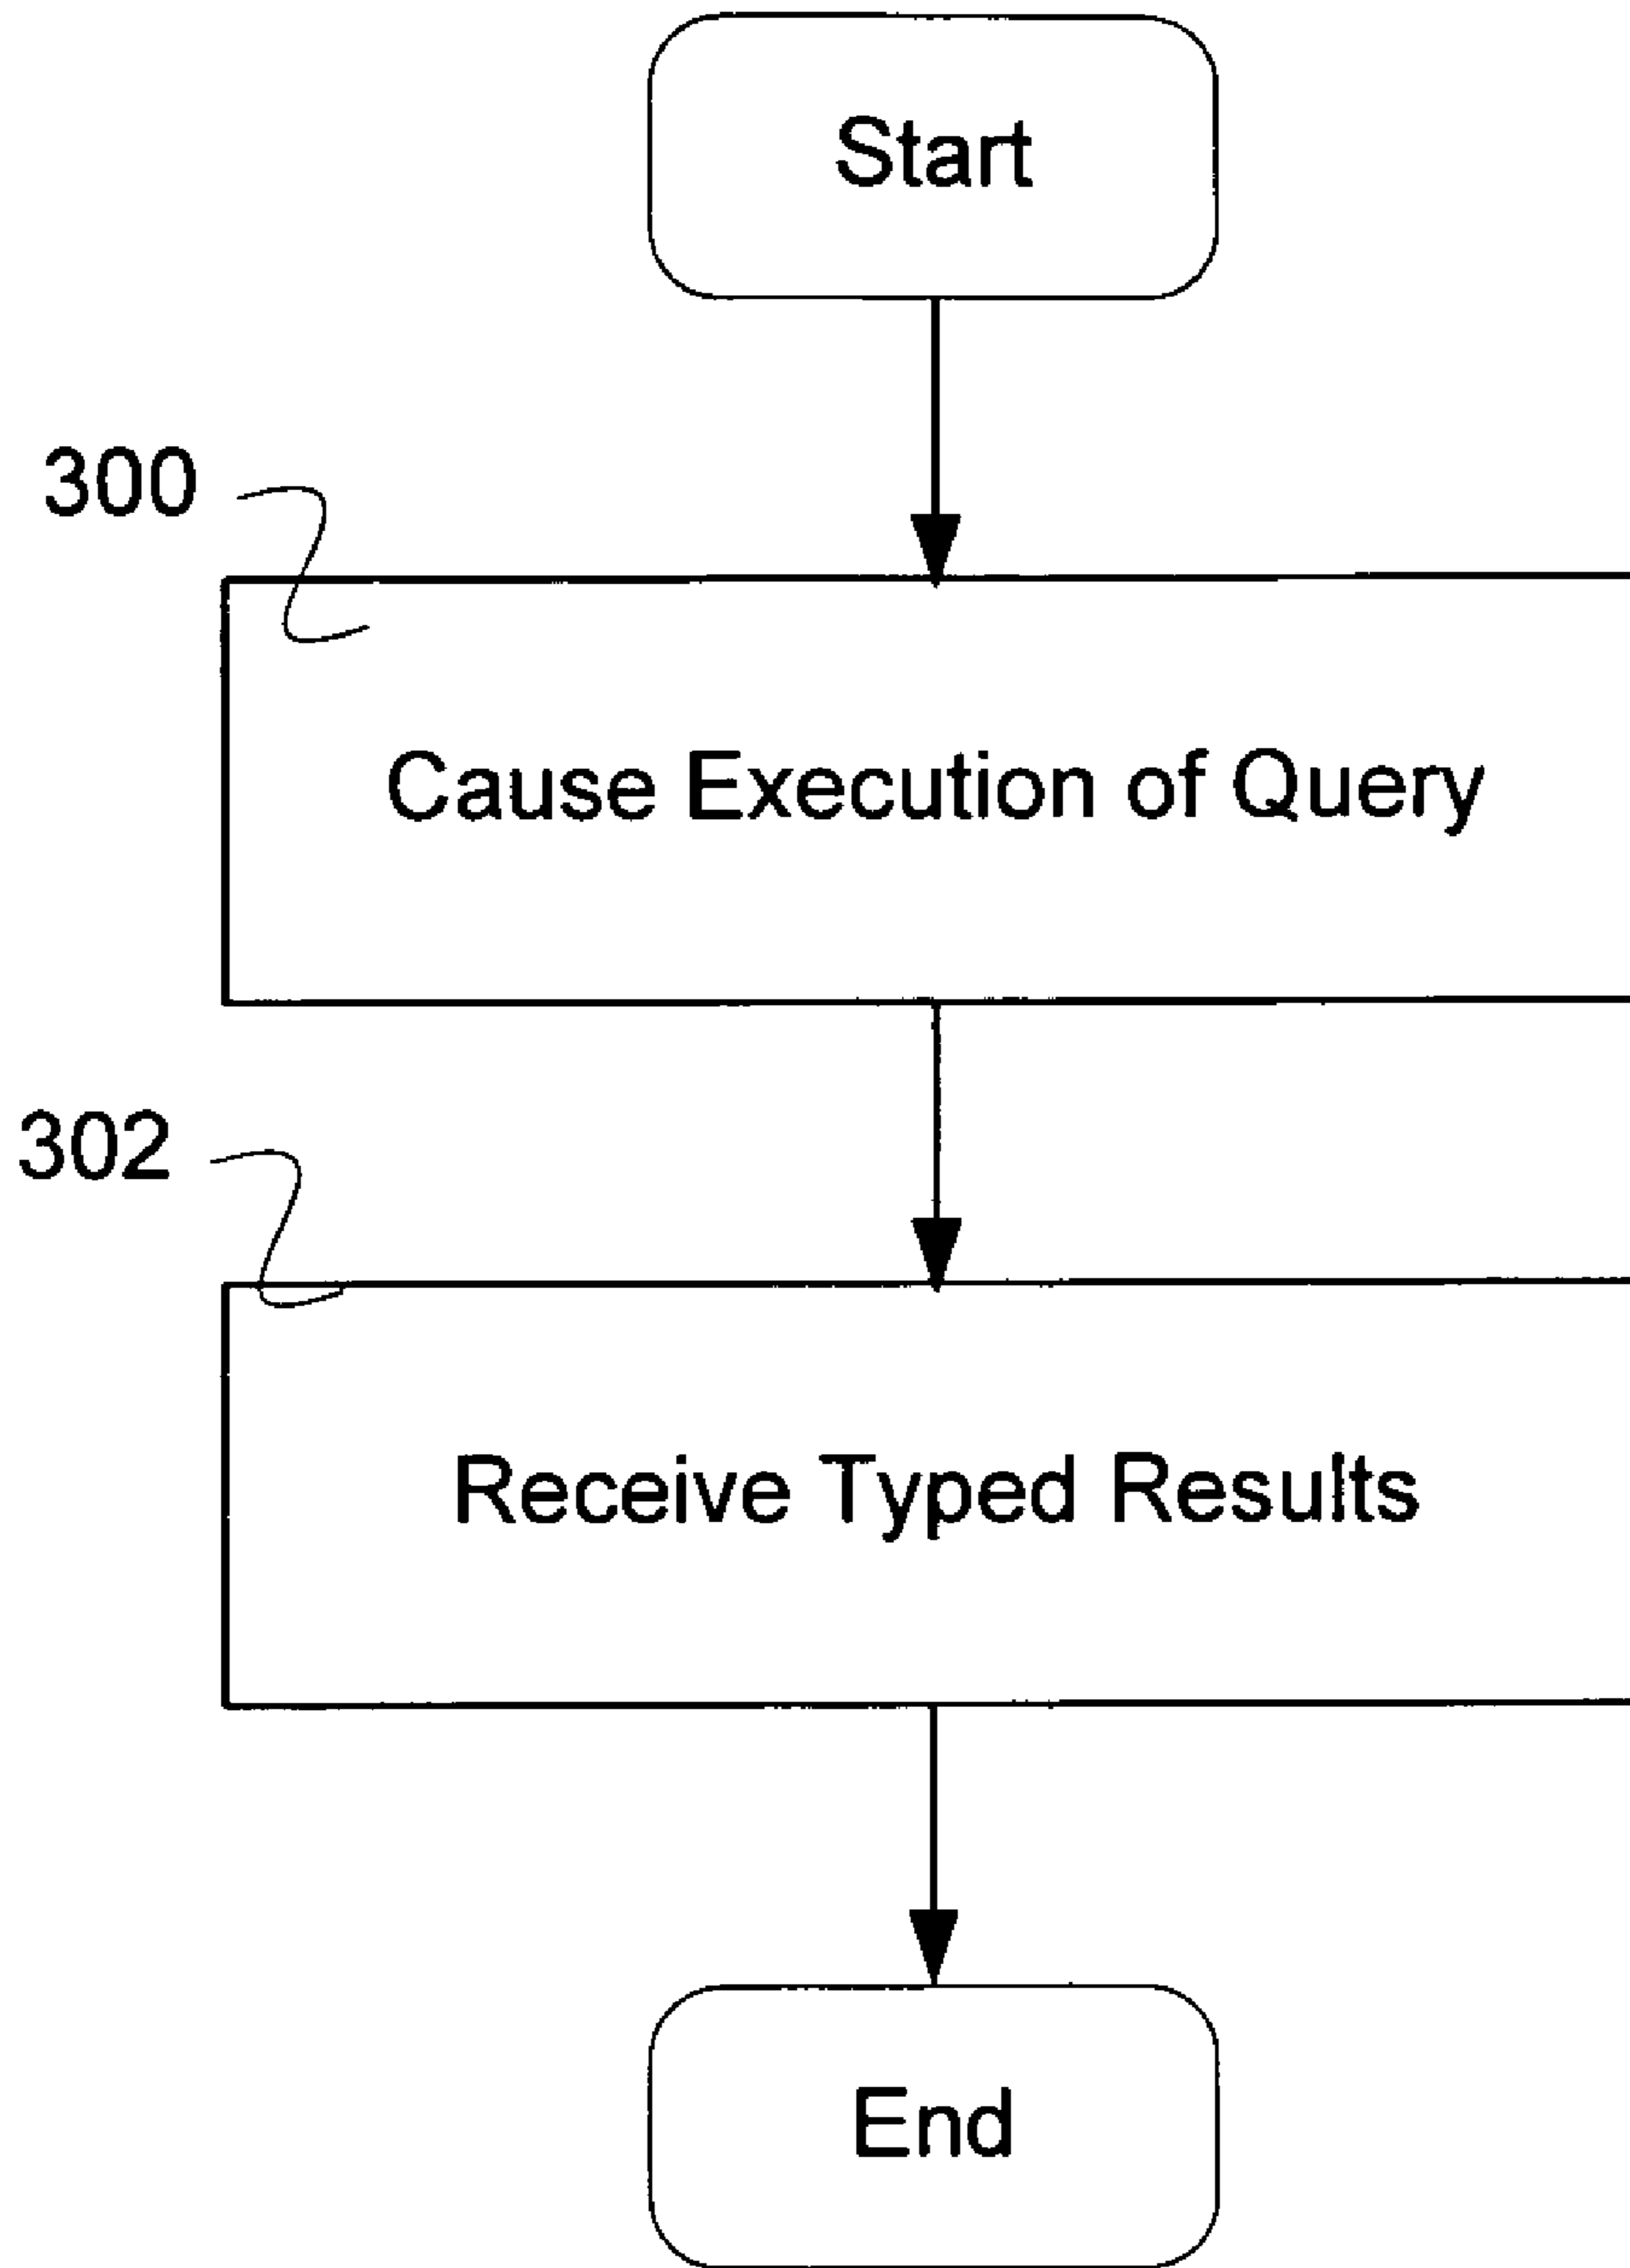 Start
300
Cause Execution of Query
302
Receive Typed Results
End